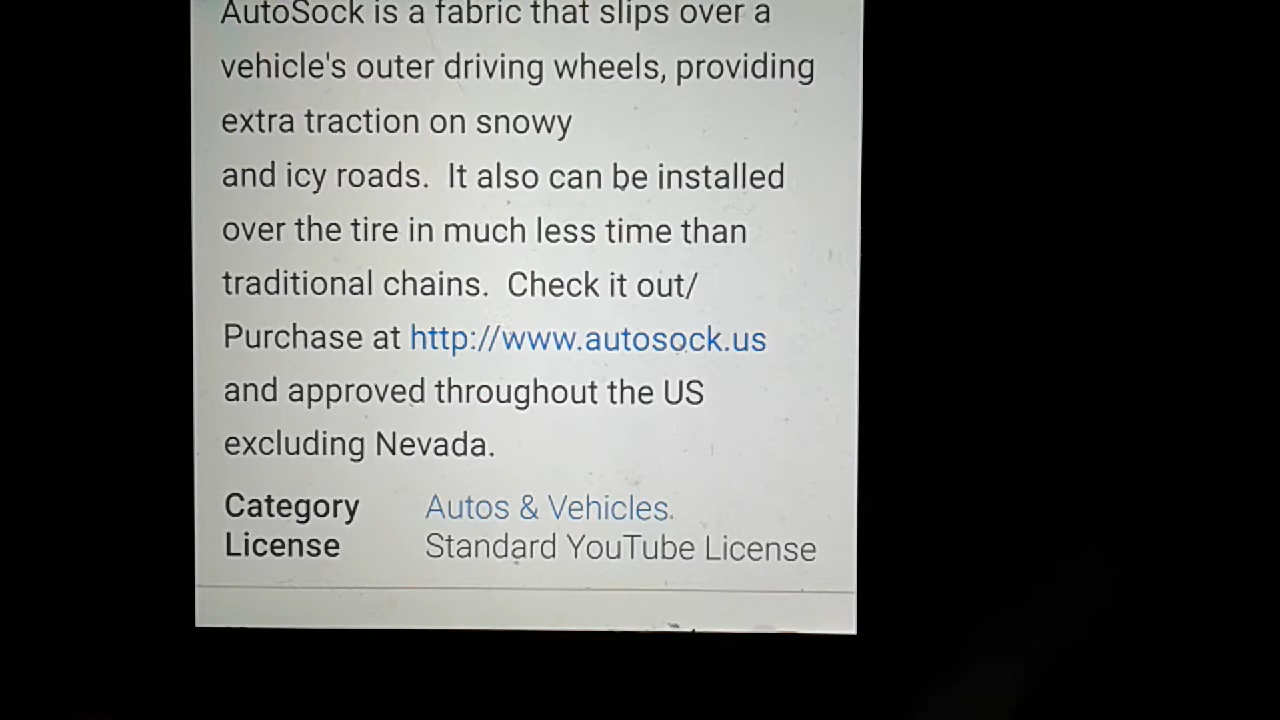 AutoSock is a fabric that slips over a
vehicle's outer driving wheels, providing
extra traction on snowy
and icy roads.  It also can be installed
over the tire in much less time than
traditional chains.  Check it out/
Purchase at http://www.autosock.us
and approved throughout the US
excluding Nevada.
Category Autos & Vehicles.
License Standard YouTube License